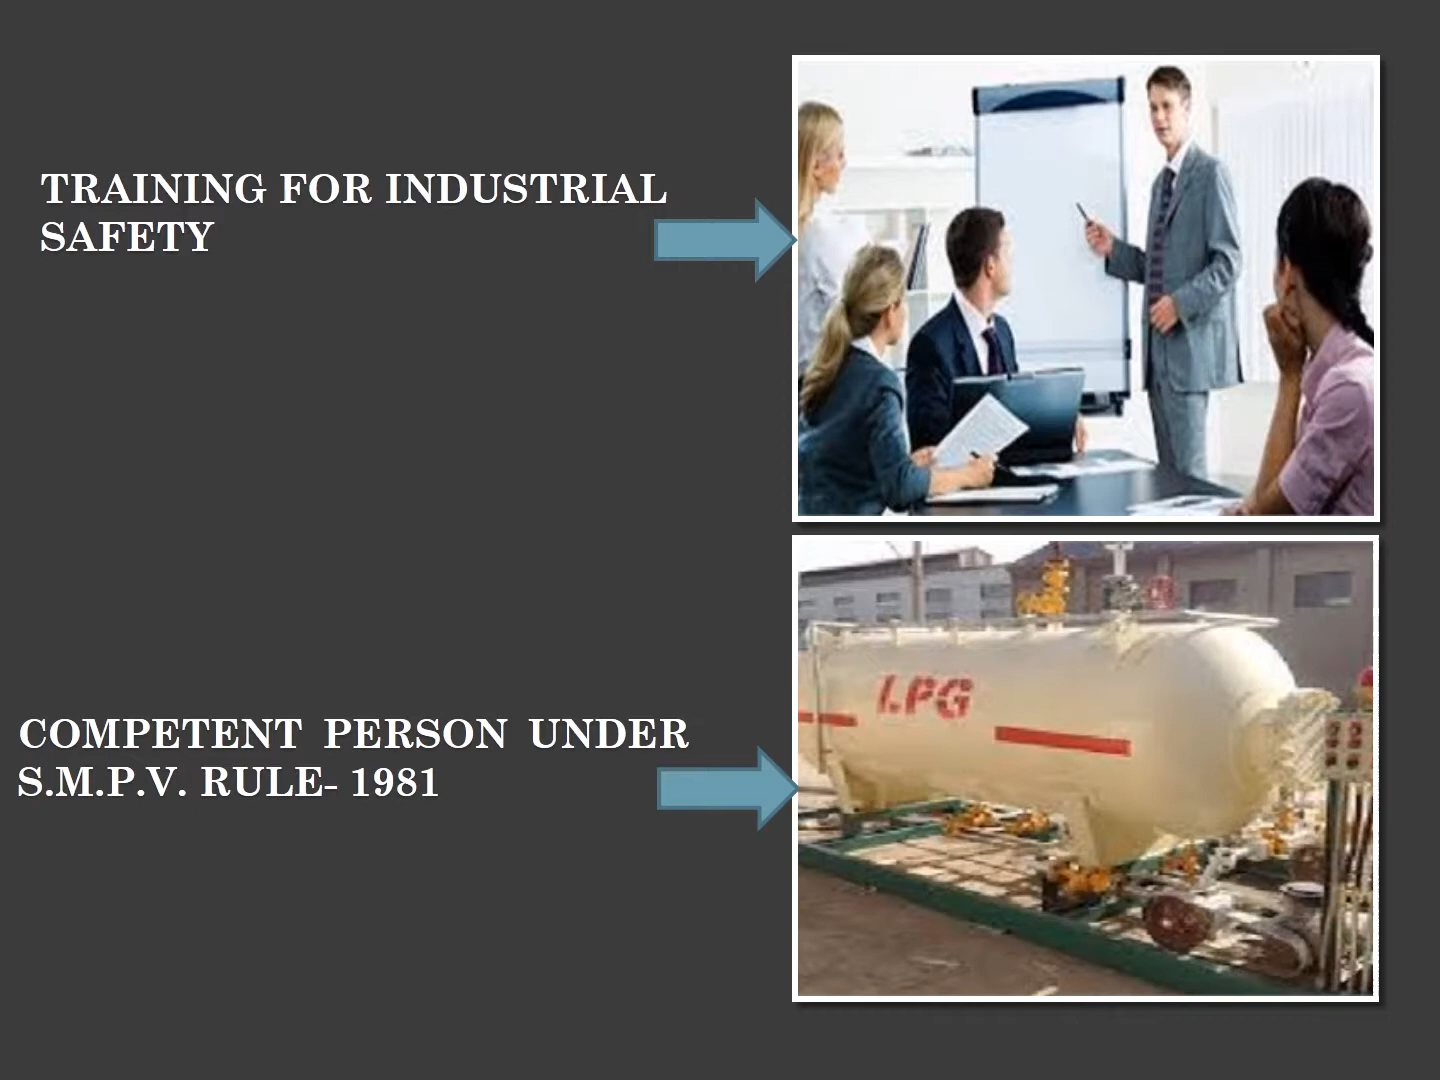 TRAINING FOR INDUSTRIAL
SAFETY
LPG
COMPETENT PERSON UNDER
S.M.P.V. RULE- 1981